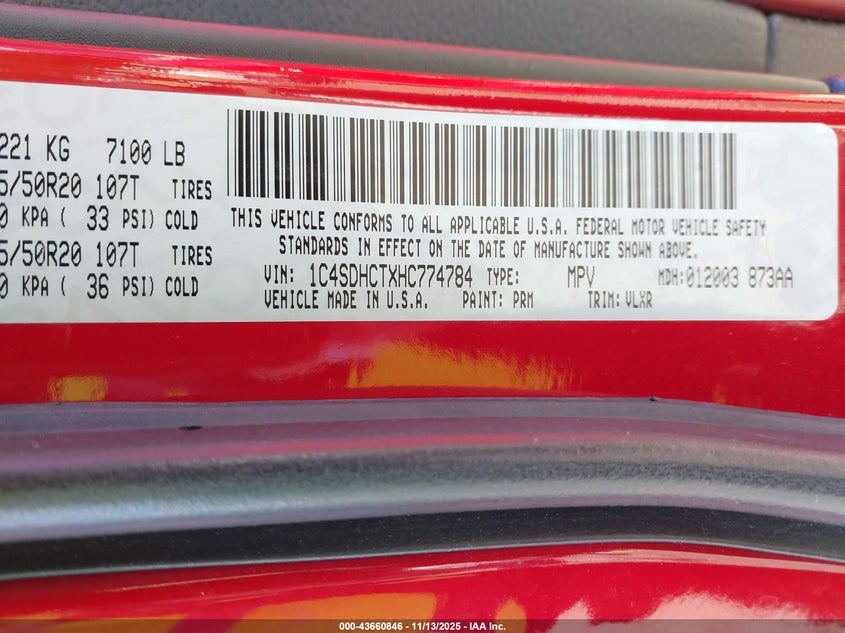 221 KG 7100 LB
5/50R20 107T TIRES
0 KPA ( 33 PSI) COLD
5/50R20 107T TIRES
0 KPA ( 36 PSI) COLD
THIS VEHICLE CONFORMS TO ALL APPLICABLE U.S.A. FEDERAL MOTOR VEHICLE SAFETY
STANDARDS IN EFFECT ON THE DATE OF MANUFACTURE SHOWN ABOVE.
VIN: 1C4SDHCTXHC774784 TYPE: MPV MDH:012003 873AA
VEHICLE MADE IN U.S.A. PAINT: PRM TRIM: VLXR
000-43660846 - 11/13/2025 - IAA Inc.